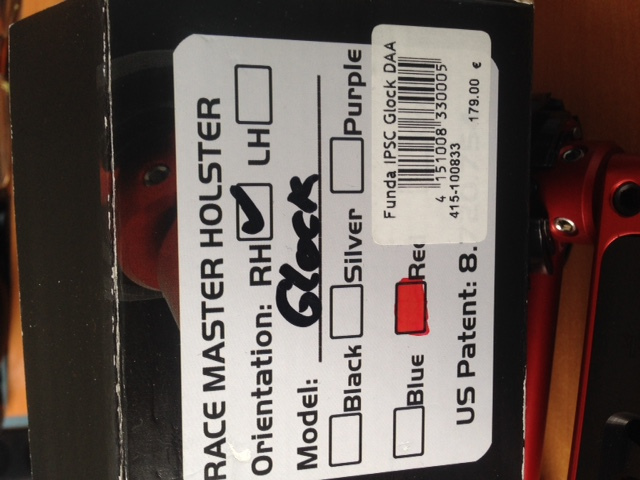 RACE MASTER HOLSTER
Orientation: RH LH
Model: Glock
Black Silver Purple
Blue Red
US Patent: 8.
Funda IPSC Glock DAA
4 151008 330005
415-100833 179.00 €